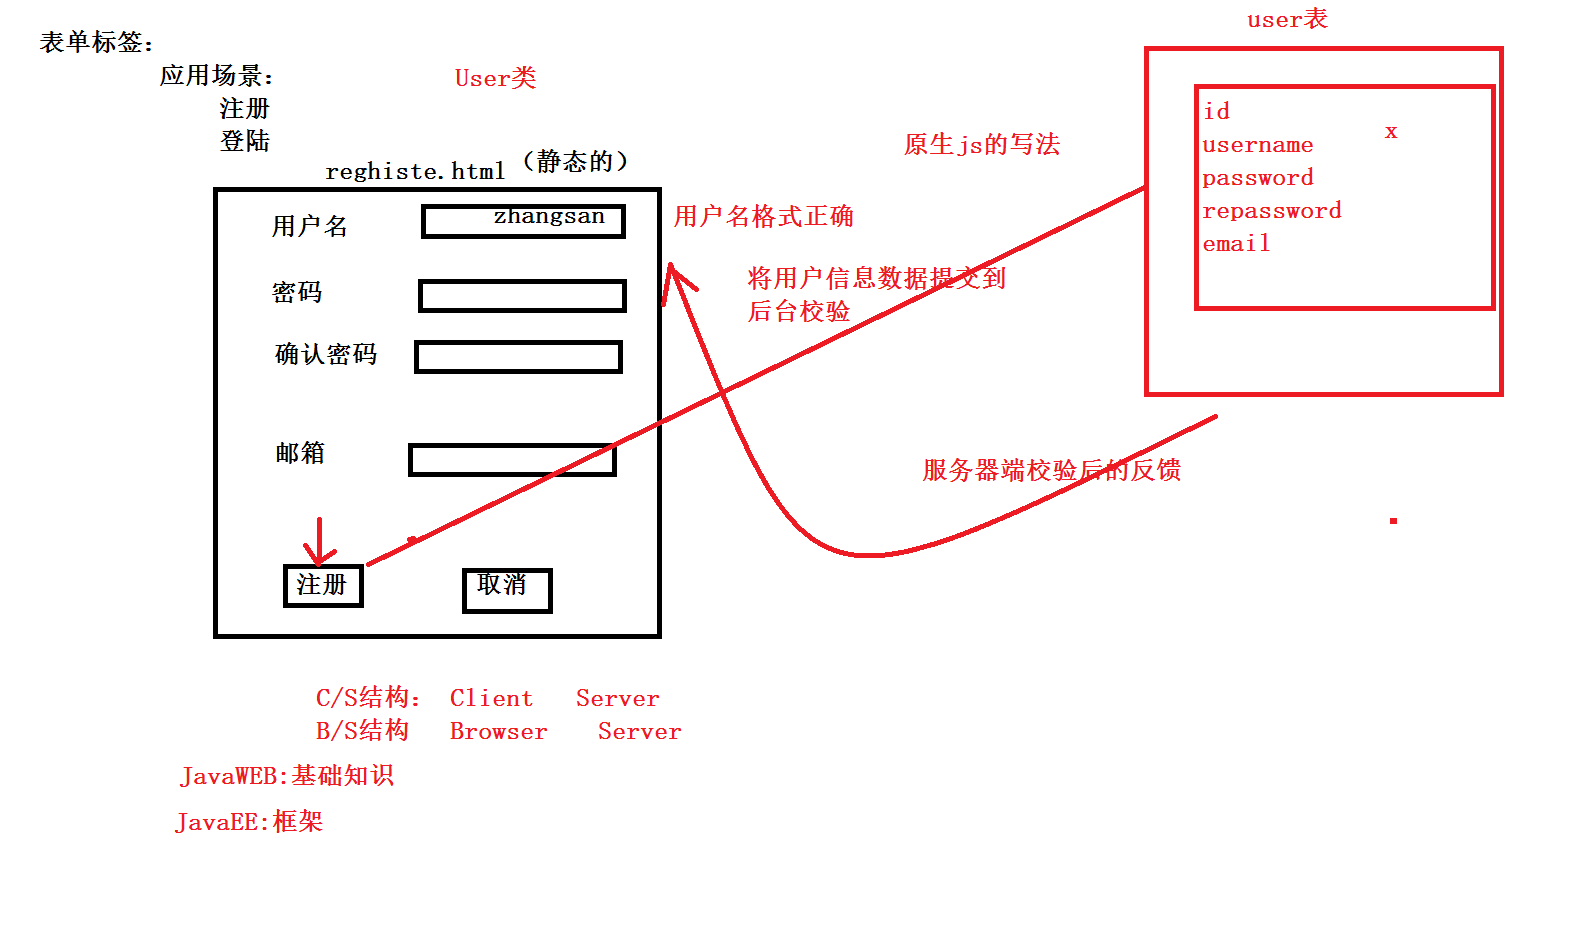 user表
表单标签：
应用场景：
User类
注册
登陆
reghiste.html（静态的）
原生js的写法
id
username
x
password
repassword
email
用户名
zhangsan
用户名格式正确
密码
将用户信息数据提交到
后台校验
确认密码
邮箱
服务器端校验后的反馈
注册
取消
C/S结构： Client Server
B/S结构 Browser Server
JavaWEB:基础知识
JavaEE:框架